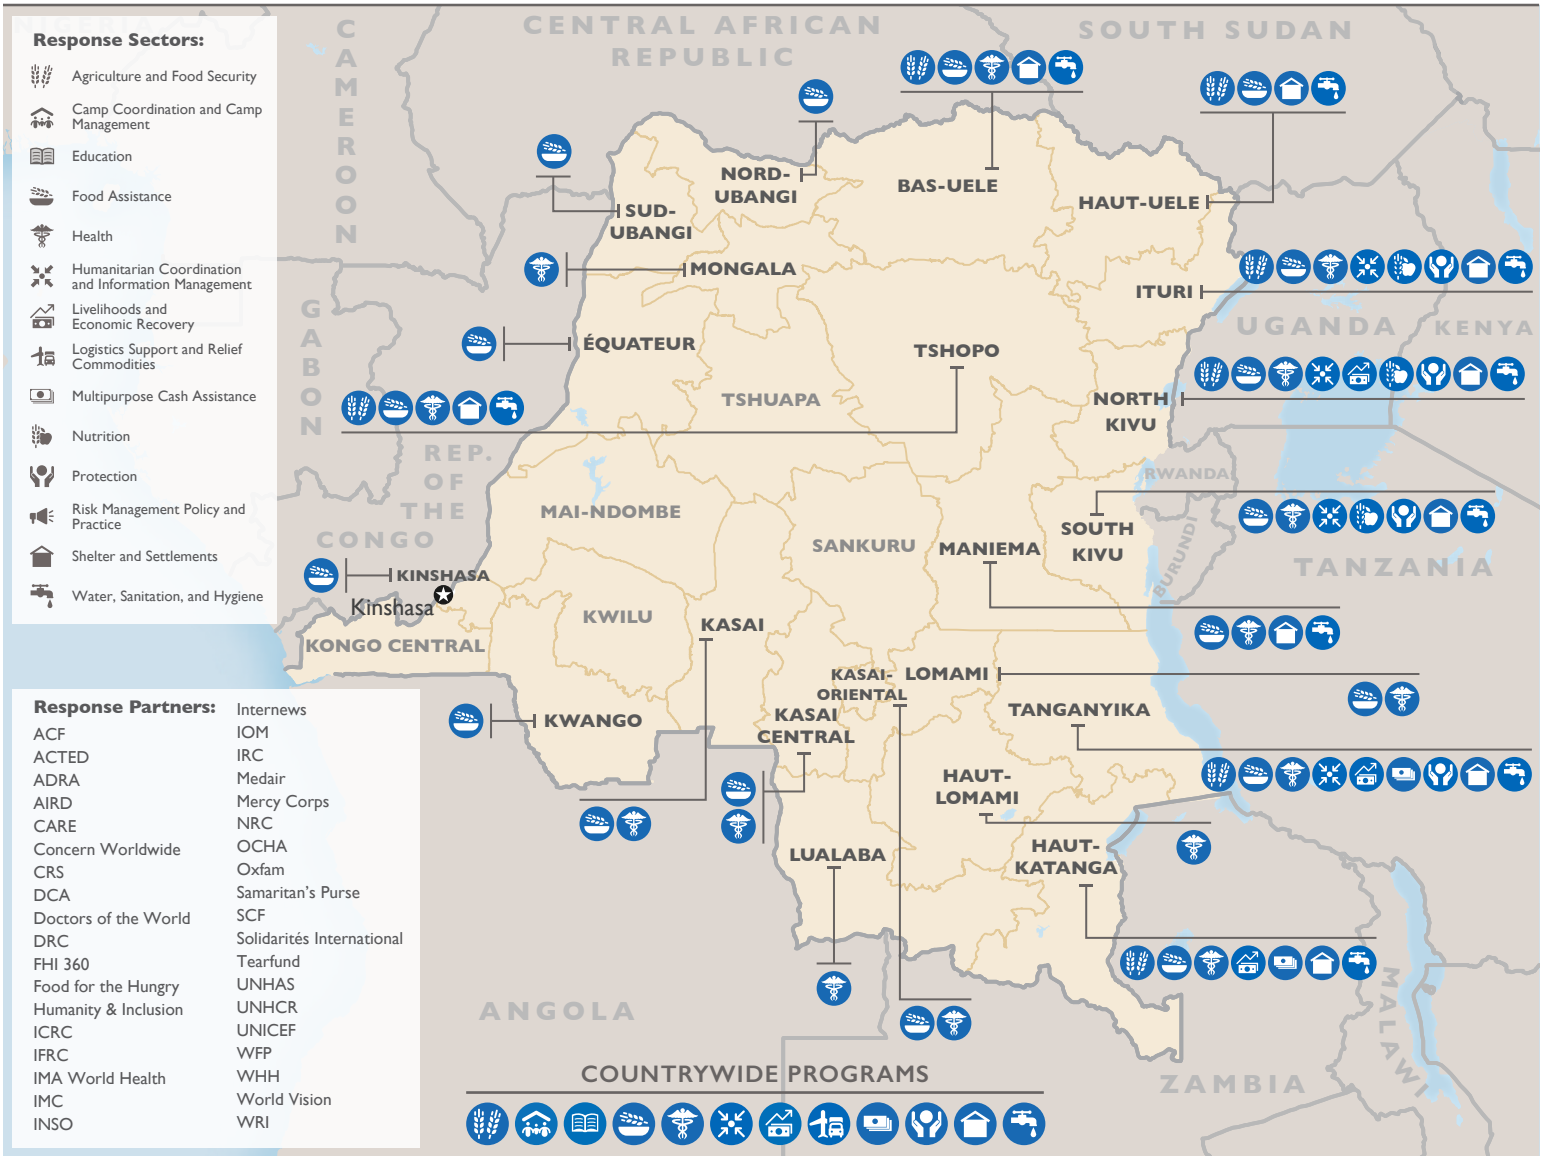 NIGERIA
CENTRAL AFRICAN
REPUBLIC
SOUTH SUDAN
CAMEROON
Response Sectors:
Agriculture and Food Security
Camp Coordination and Camp
Management
Education
Food Assistance
Health
Humanitarian Coordination
and Information Management
Livelihoods and
Economic Recovery
Logistics Support and Relief
Commodities
Multipurpose Cash Assistance
Nutrition
Protection
Risk Management Policy and
Practice
Shelter and Settlements
Water, Sanitation, and Hygiene
NORD-
UBANGI
BAS-UELE
HAUT-UELE
SUD-
UBANGI
MONGALA
ITURI
GABON
UGANDA
KENYA
ÉQUATEUR
TSHOPO
TSHUAPA
NORTH
KIVU
REP.
OF
THE
CONGO
RWANDA
MAI-NDOMBE
SANKURU
MANIEMA
SOUTH
KIVU
BURUNDI
TANZANIA
KINSHASA
Kinshasa
KWILU
KASAI
KONGO CENTRAL
KASAI-
ORIENTAL
LOMAMI
KWANGO
KASAI
CENTRAL
TANGANYIKA
HAUT-
LOMAMI
LUALABA
HAUT-
KATANGA
ANGOLA
ZAMBIA
MALAWI
Response Partners:
ACF
ACTED
ADRA
AIRD
CARE
Concern Worldwide
CRS
DCA
Doctors of the World
DRC
FHI 360
Food for the Hungry
Humanity & Inclusion
ICRC
IFRC
IMA World Health
IMC
INSO
Internews
IOM
IRC
Medair
Mercy Corps
NRC
OCHA
Oxfam
Samaritan's Purse
SCF
Solidarités International
Tearfund
UNHAS
UNHCR
UNICEF
WFP
WHH
World Vision
WRI
COUNTRYWIDE PROGRAMS